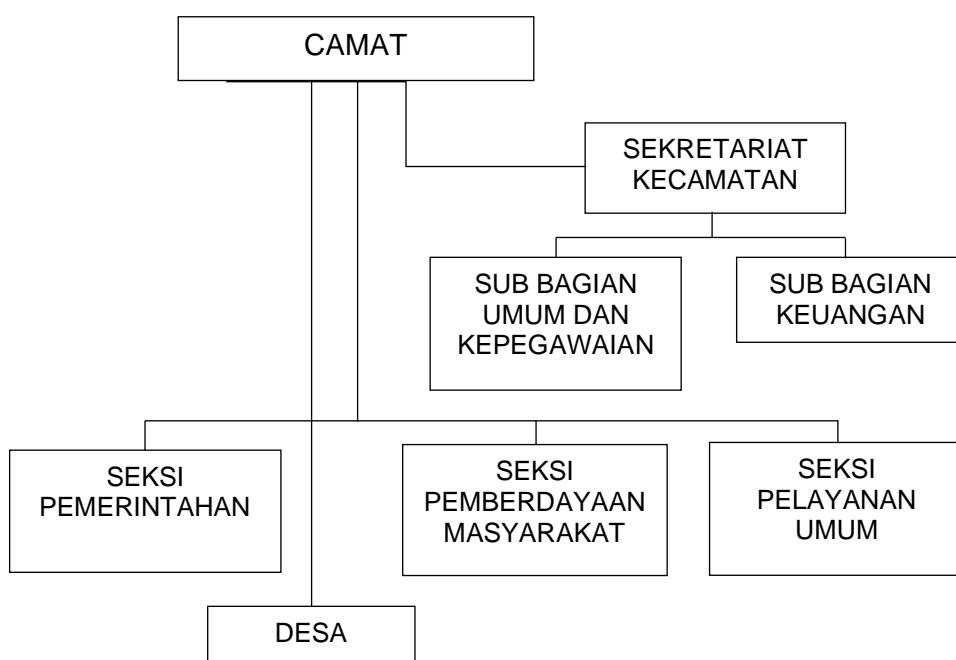 CAMAT
SEKRETARIAT
KECAMATAN
SUB BAGIAN
UMUM DAN
KEPEGAWAIAN
SUB BAGIAN
KEUANGAN
SEKSI
PEMERINTAHAN
SEKSI
PEMBERDAYAAN
MASYARAKAT
SEKSI
PELAYANAN
UMUM
DESA